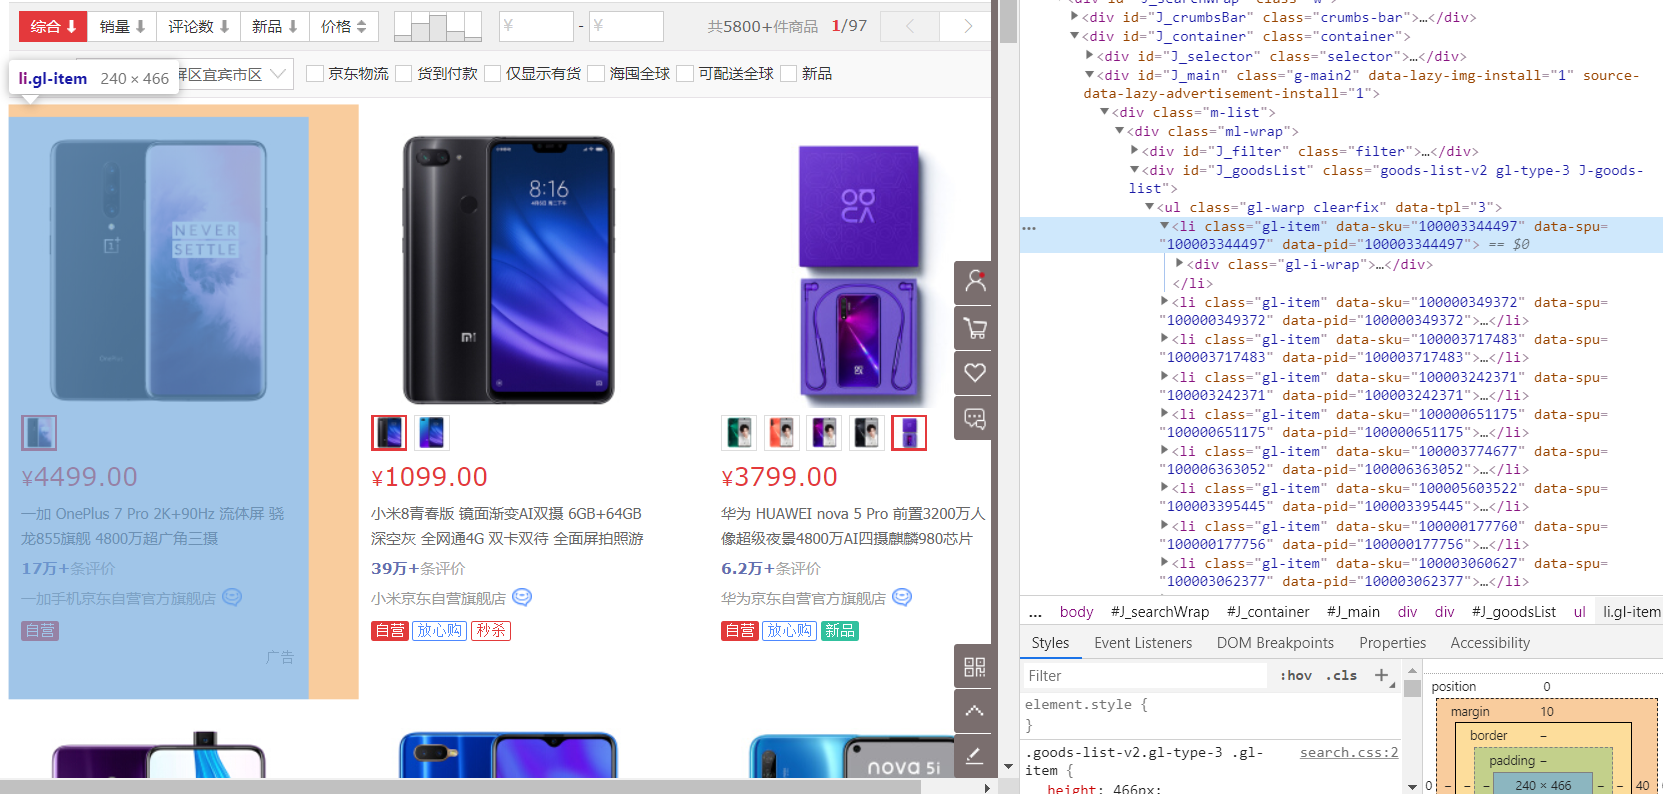 综合 销量 评论数 新品 价格
¥ - ¥
共5800+件商品 1/97
li.gl-item 240 × 466
屏区宜宾市区 京东物流 货到付款 仅显示有货 海囤全球 可配送全球 新品
NEVER
SETTLE
8:16
mi
¥4499.00
一加 OnePlus 7 Pro 2K+90Hz 流体屏 骁
龙855旗舰 4800万超广角三摄
17万+条评价
一加手机京东自营官方旗舰店
自营
广告
¥1099.00
小米8青春版 镜面渐变AI双摄 6GB+64GB
深空灰 全网通4G 双卡双待 全面屏拍照游
39万+条评价
小米京东自营旗舰店
自营 放心购 秒杀
¥3799.00
华为 HUAWEI nova 5 Pro 前置3200万人
像超级夜景4800万AI四摄麒麟980芯片
6.2万+条评价
华为京东自营官方旗舰店
自营 放心购 新品
nova 5i
<div id="J_crumbsBar" class="crumbs-bar">…</div>
<div id="J_container" class="container">
<div id="J_selector" class="selector">…</div>
<div id="J_main" class="g-main2" data-lazy-img-install="1" source-
data-lazy-advertisement-install="1">
<div class="m-list">
<div class="ml-wrap">
<div id="J_filter" class="filter">…</div>
<div id="J_goodsList" class="goods-list-v2 gl-type-3 J-goods-
list">
<ul class="gl-warp clearfix" data-tpl="3">
… <li class="gl-item" data-sku="100003344497" data-spu=
"100003344497" data-pid="100003344497"> == $0
<div class="gl-i-wrap">…</div>
</li>
<li class="gl-item" data-sku="100000349372" data-spu=
"100000349372" data-pid="100000349372">…</li>
<li class="gl-item" data-sku="100003717483" data-spu=
"100003717483" data-pid="100003717483">…</li>
<li class="gl-item" data-sku="100003242371" data-spu=
"100003242371" data-pid="100003242371">…</li>
<li class="gl-item" data-sku="100000651175" data-spu=
"100000651175" data-pid="100000651175">…</li>
<li class="gl-item" data-sku="100003774677" data-spu=
"100006363052" data-pid="100006363052">…</li>
<li class="gl-item" data-sku="100005603522" data-spu=
"100003395445" data-pid="100003395445">…</li>
<li class="gl-item" data-sku="100000177760" data-spu=
"100000177756" data-pid="100000177756">…</li>
<li class="gl-item" data-sku="100003060627" data-spu=
"100003062377" data-pid="100003062377">…</li>
... body #J_searchWrap #J_container #J_main div div #J_goodsList ul li.gl-item
Styles Event Listeners DOM Breakpoints Properties Accessibility
Filter :hov .cls +
element.style {
}
.goods-list-v2.gl-type-3 .gl- search.css:2
item {
height: 466px;
position 0
margin 10
border –
padding –
0 – – 240 × 466 – – 40